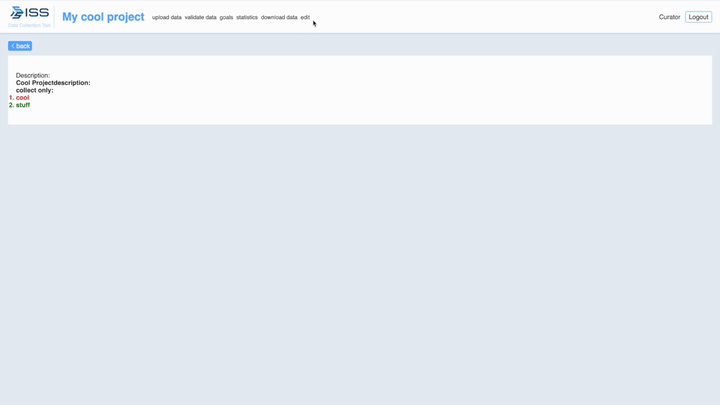 ISS
Data Collection Tool
My cool project
upload data validate data goals statistics download data edit
Curator
Logout
< back
Description:
Cool Projectdescription:
collect only:
1. cool
2. stuff